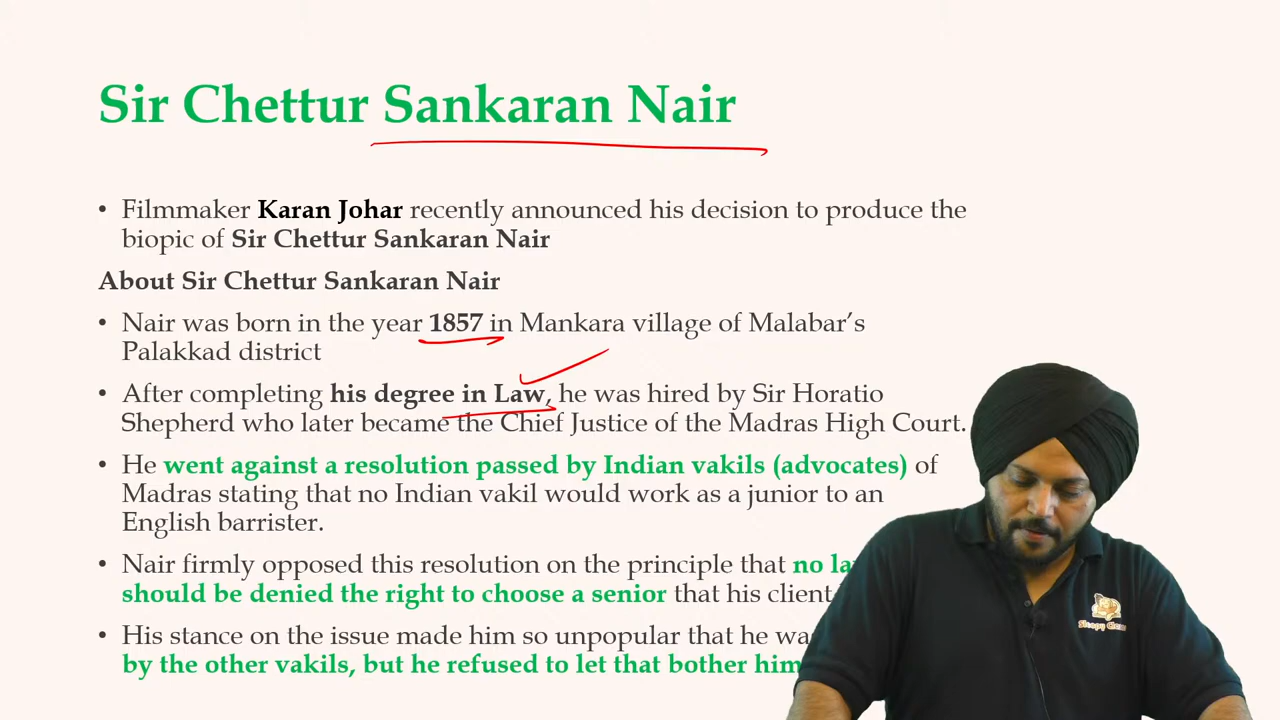 Sir Chettur Sankaran Nair
• Filmmaker Karan Johar recently announced his decision to produce the
biopic of Sir Chettur Sankaran Nair
About Sir Chettur Sankaran Nair
• Nair was born in the year 1857 in Mankara village of Malabar's
Palakkad district
• After completing his degree in Law, he was hired by Sir Horatio
Shepherd who later became the Chief Justice of the Madras High Court.
• He went against a resolution passed by Indian vakils (advocates) of
Madras stating that no Indian vakil would work as a junior to an
English barrister.
• Nair firmly opposed this resolution on the principle that no
should be denied the right to choose a senior that his client
• His stance on the issue made him so unpopular that he
by the other vakils, but he refused to let that bother him
Sleepy